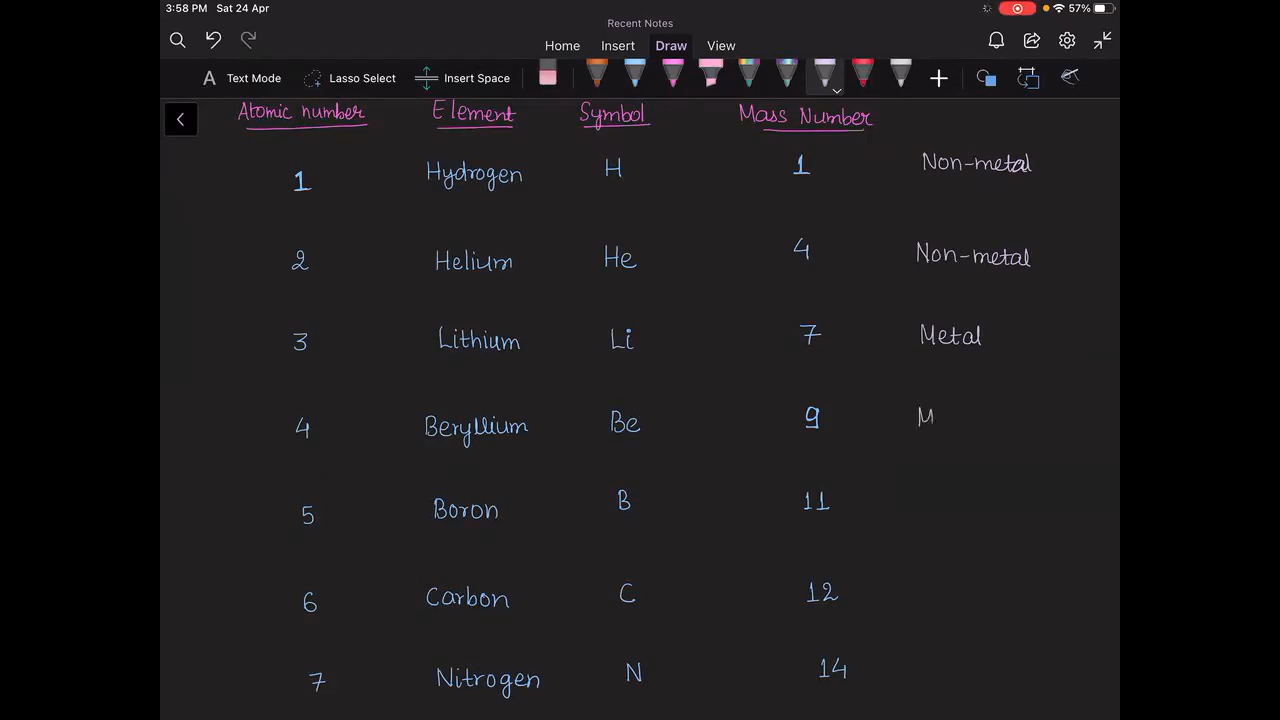 3:58 PM Sat 24 Apr 57%
Recent Notes
Home Insert Draw View
Text Mode Lasso Select Insert Space
Atomic number Element Symbol Mass Number
1 Hydrogen H 1 Non-metal
2 Helium He 4 Non-metal
3 Lithium Li 7 Metal
4 Beryllium Be 9 M
5 Boron B 11
6 Carbon C 12
7 Nitrogen N 14